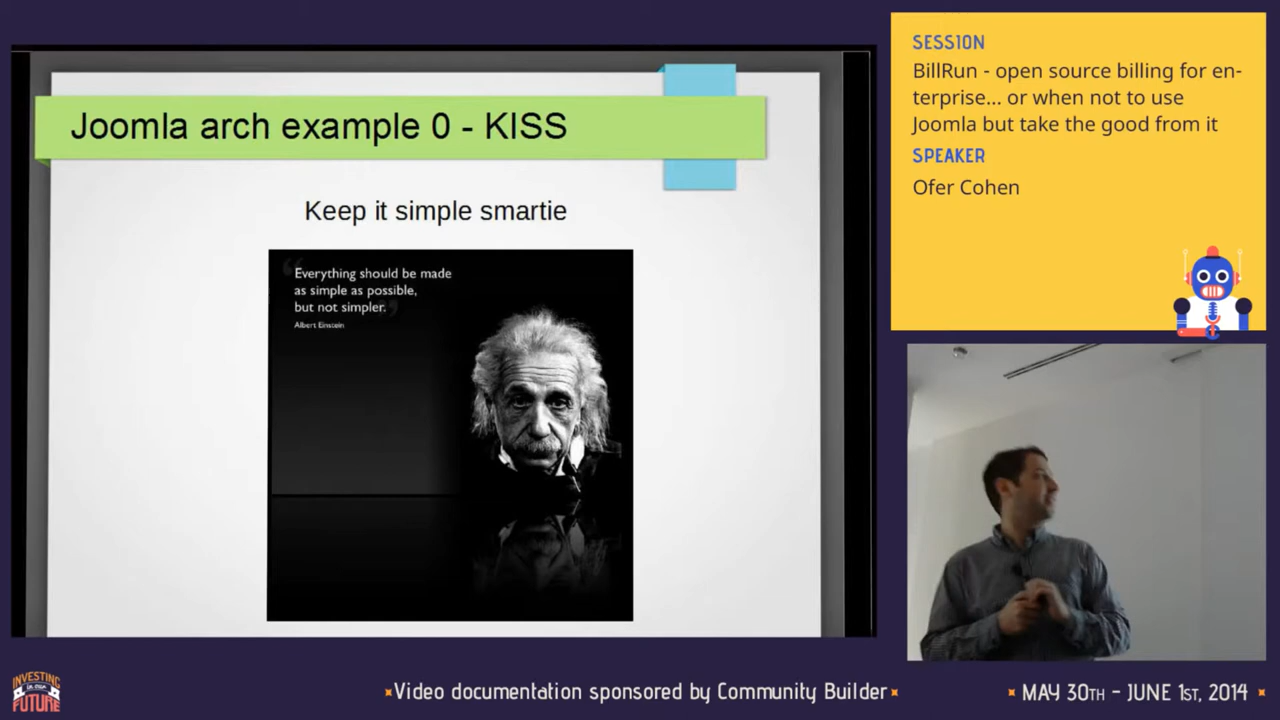 Joomla arch example 0 - KISS
Keep it simple smartie
“Everything should be made
as simple as possible,
but not simpler.”
Albert Einstein
SESSION
BillRun - open source billing for en-
terprise... or when not to use
Joomla but take the good from it
SPEAKER
Ofer Cohen
INVESTING
IN OUR
FUTURE
Video documentation sponsored by Community Builder
MAY 30TH - JUNE 1ST, 2014